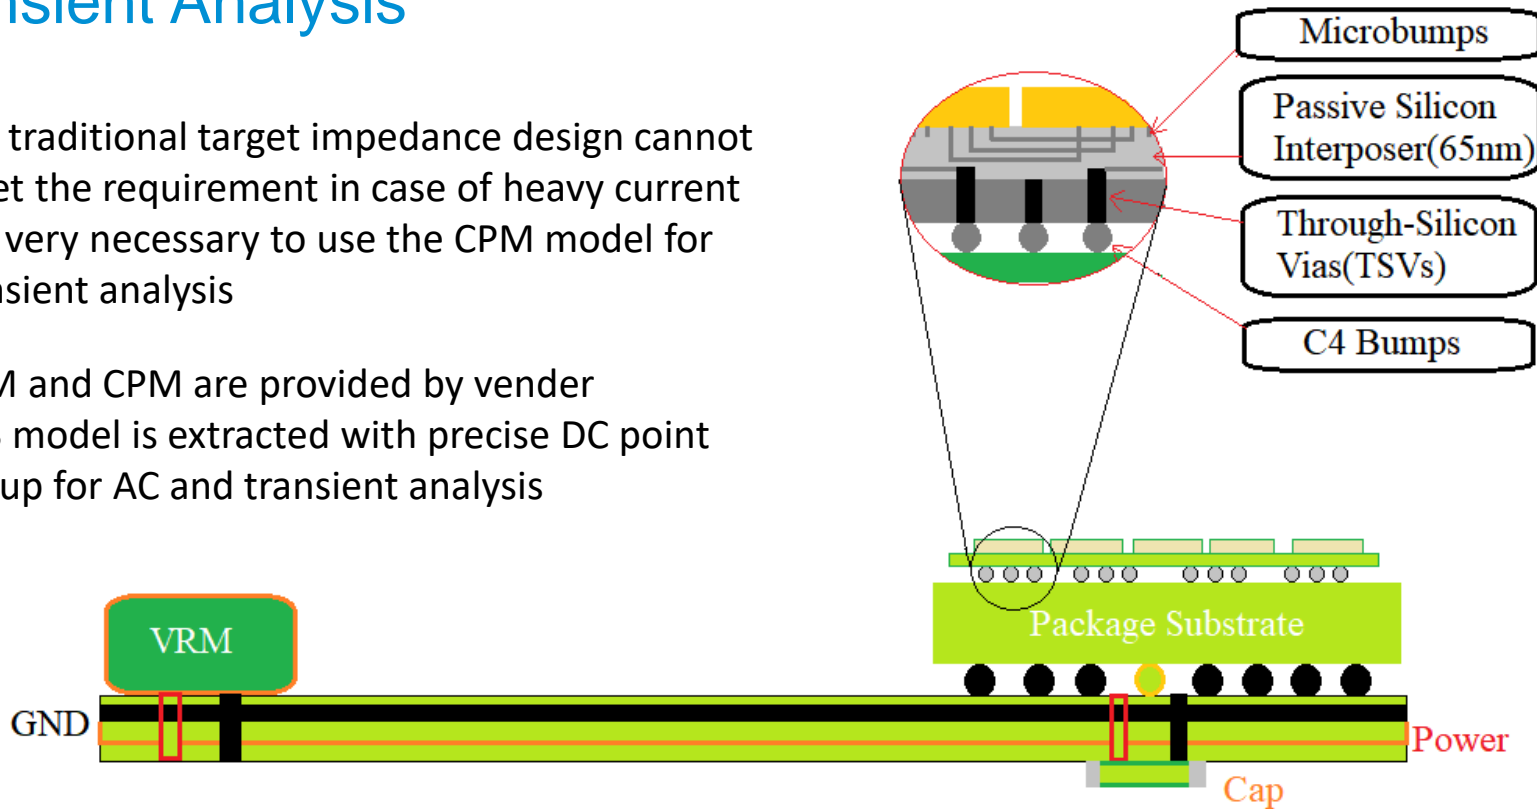 nsient Analysis
traditional target impedance design cannot
et the requirement in case of heavy current
very necessary to use the CPM model for
nsient analysis
M and CPM are provided by vender
model is extracted with precise DC point
up for AC and transient analysis
Microbumps
Passive Silicon
Interposer(65nm)
Through-Silicon
Vias(TSVs)
C4 Bumps
VRM
Package Substrate
GND
Power
Cap